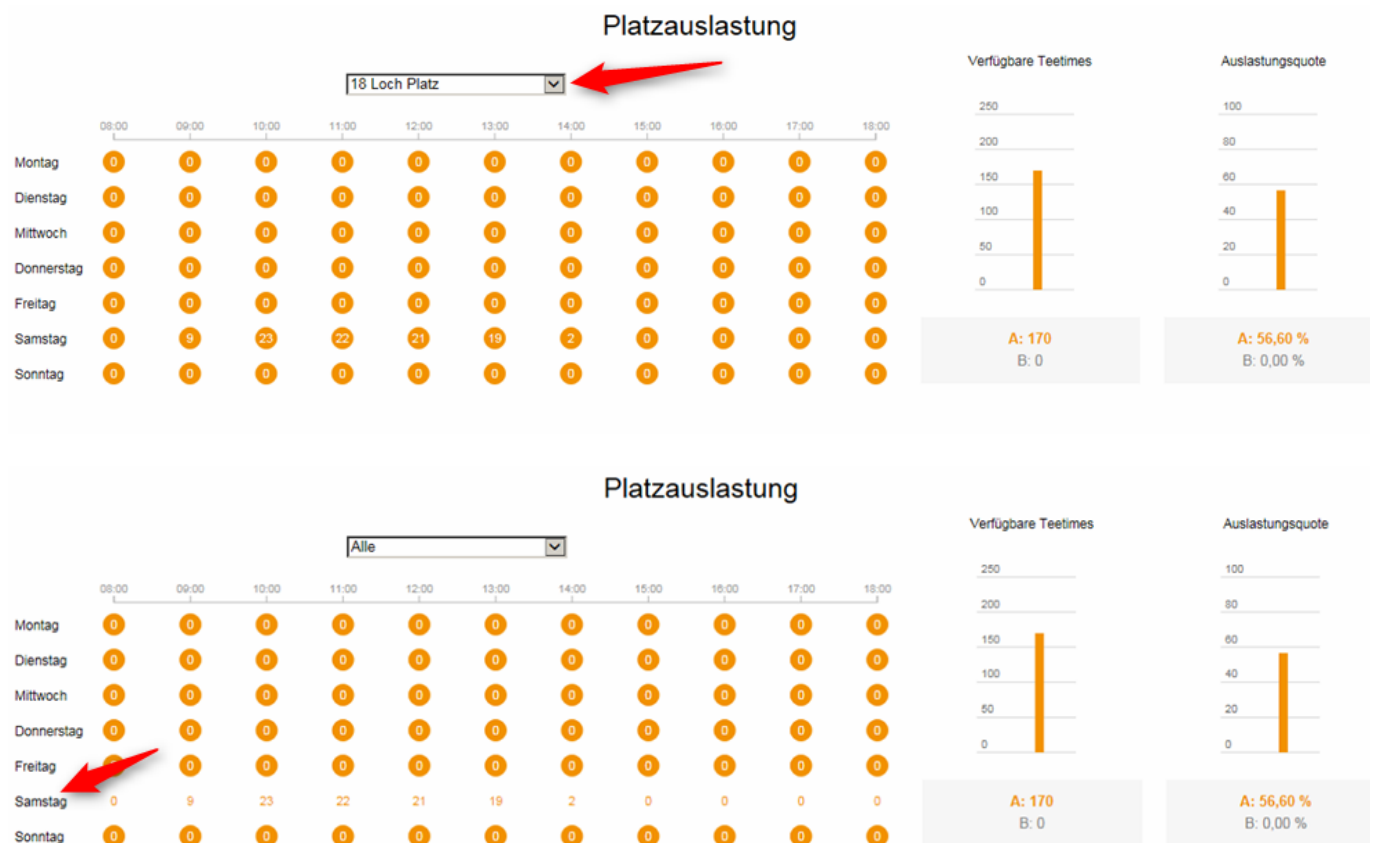 Platzauslastung
18 Loch Platz
08:00 09:00 10:00 11:00 12:00 13:00 14:00 15:00 16:00 17:00 18:00
Montag 0 0 0 0 0 0 0 0 0 0 0
Dienstag 0 0 0 0 0 0 0 0 0 0 0
Mittwoch 0 0 0 0 0 0 0 0 0 0 0
Donnerstag 0 0 0 0 0 0 0 0 0 0 0
Freitag 0 0 0 0 0 0 0 0 0 0 0
Samstag 0 9 23 22 21 19 2 0 0 0 0
Sonntag 0 0 0 0 0 0 0 0 0 0 0
Verfügbare Teetimes
250
200
150
100
50
0
A: 170
B: 0
Auslastungsquote
100
80
60
40
20
0
A: 56,60 %
B: 0,00 %
Platzauslastung
Alle
08:00 09:00 10:00 11:00 12:00 13:00 14:00 15:00 16:00 17:00 18:00
Montag 0 0 0 0 0 0 0 0 0 0 0
Dienstag 0 0 0 0 0 0 0 0 0 0 0
Mittwoch 0 0 0 0 0 0 0 0 0 0 0
Donnerstag 0 0 0 0 0 0 0 0 0 0 0
Freitag 0 0 0 0 0 0 0 0 0 0
Samstag 0 9 23 22 21 19 2 0 0 0 0
Sonntag 0 0 0 0 0 0 0 0 0 0 0
Verfügbare Teetimes
250
200
150
100
50
0
A: 170
B: 0
Auslastungsquote
100
80
60
40
20
0
A: 56,60 %
B: 0,00 %